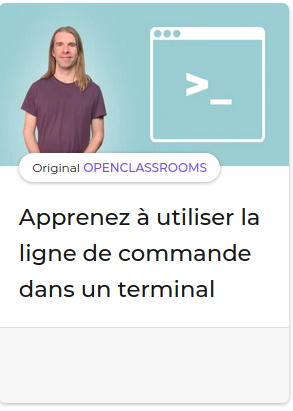 >_
Original OPENCLASSROOMS
Apprenez à utiliser la
ligne de commande
dans un terminal